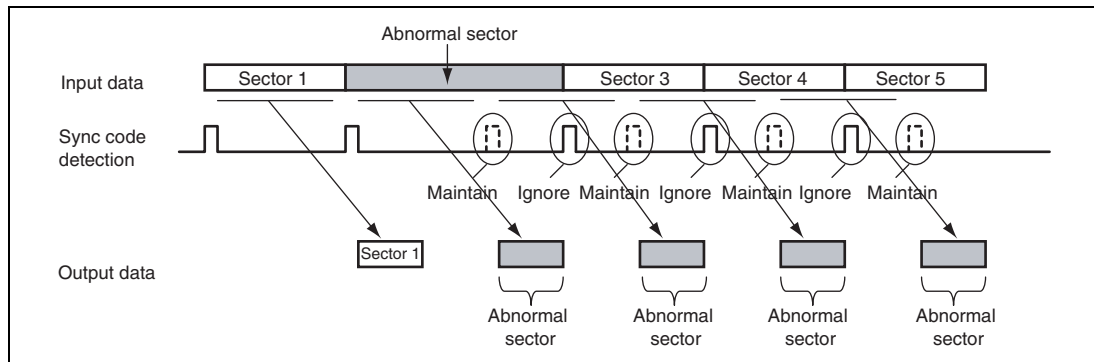 Abnormal sector
Input data
Sector 1
Sector 3
Sector 4
Sector 5
Sync code
detection
Maintain
Ignore
Maintain
Ignore
Maintain
Ignore
Maintain
Output data
Sector 1
Abnormal
sector
Abnormal
sector
Abnormal
sector
Abnormal
sector